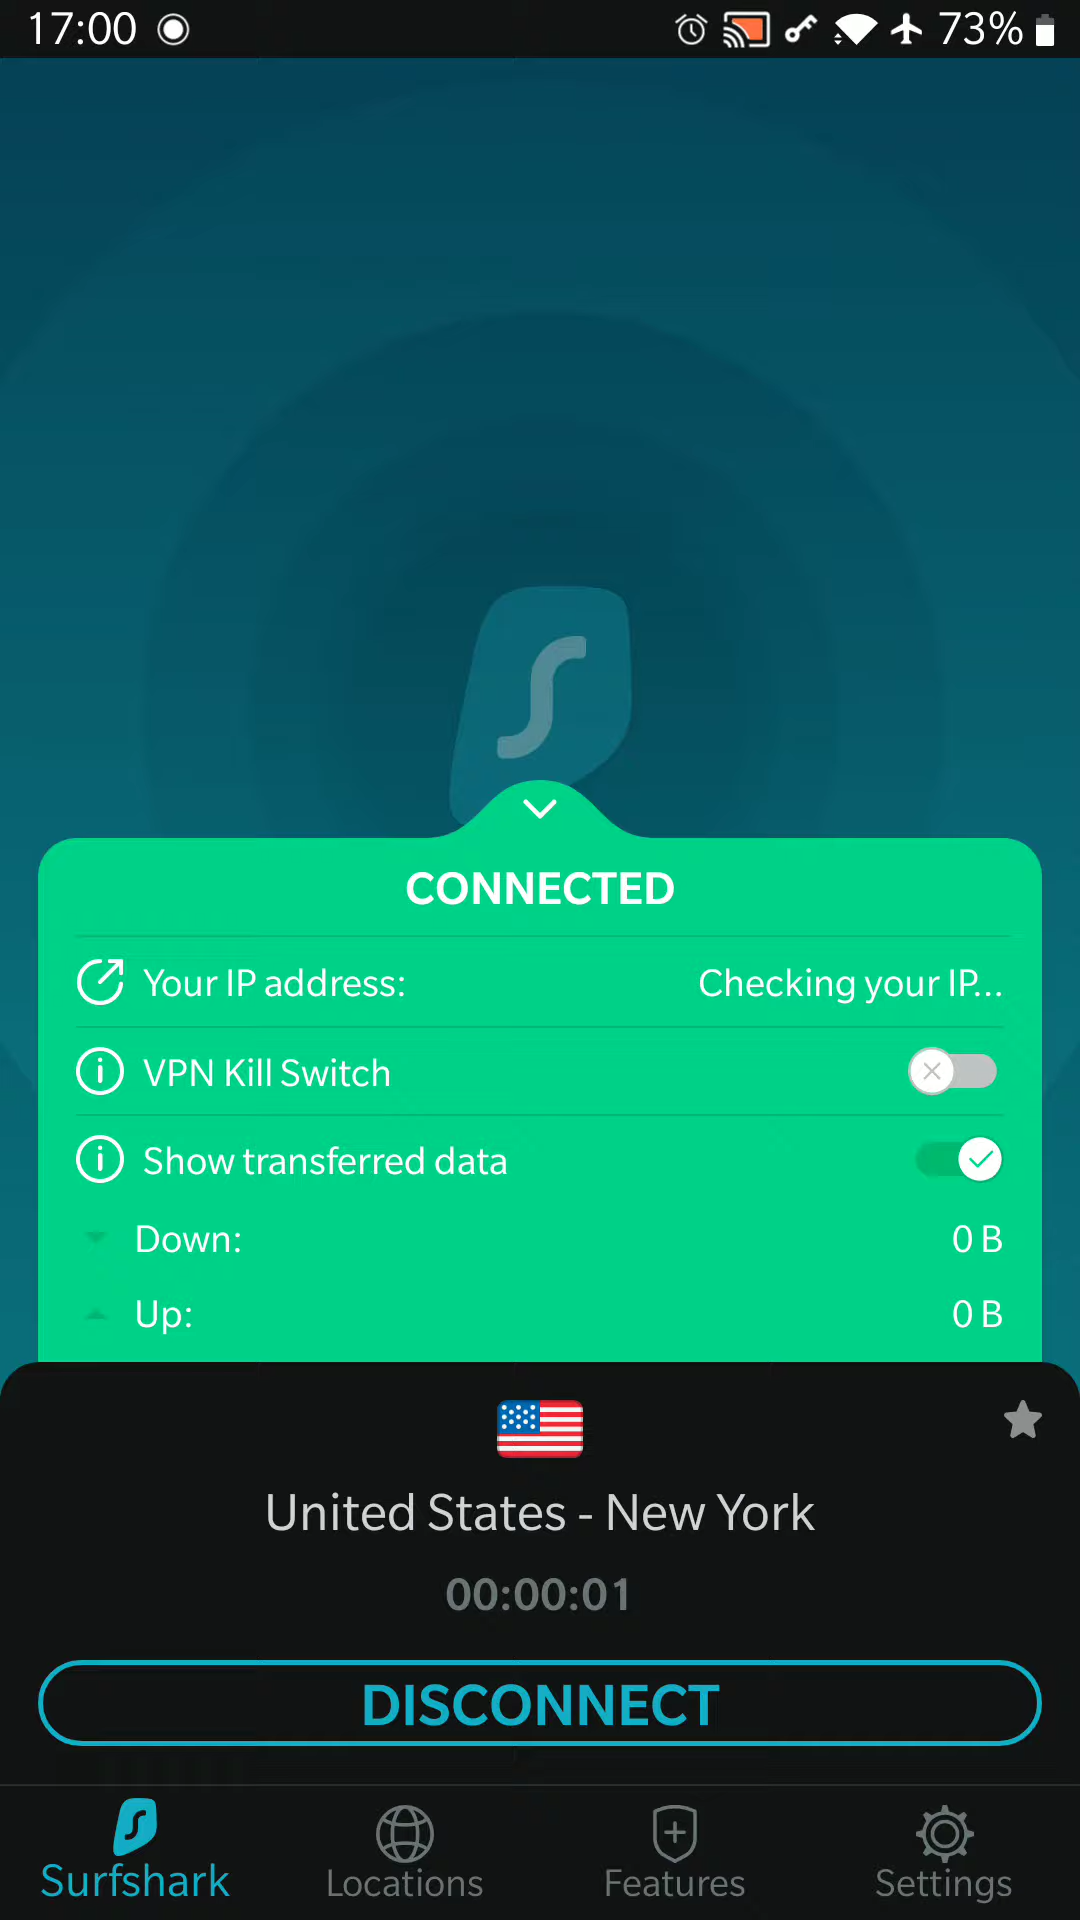 17:00
73%
CONNECTED
Your IP address: Checking your IP...
VPN Kill Switch
Show transferred data
Down: 0 B
Up: 0 B
United States - New York
00:00:01
DISCONNECT
Surfshark Locations Features Settings